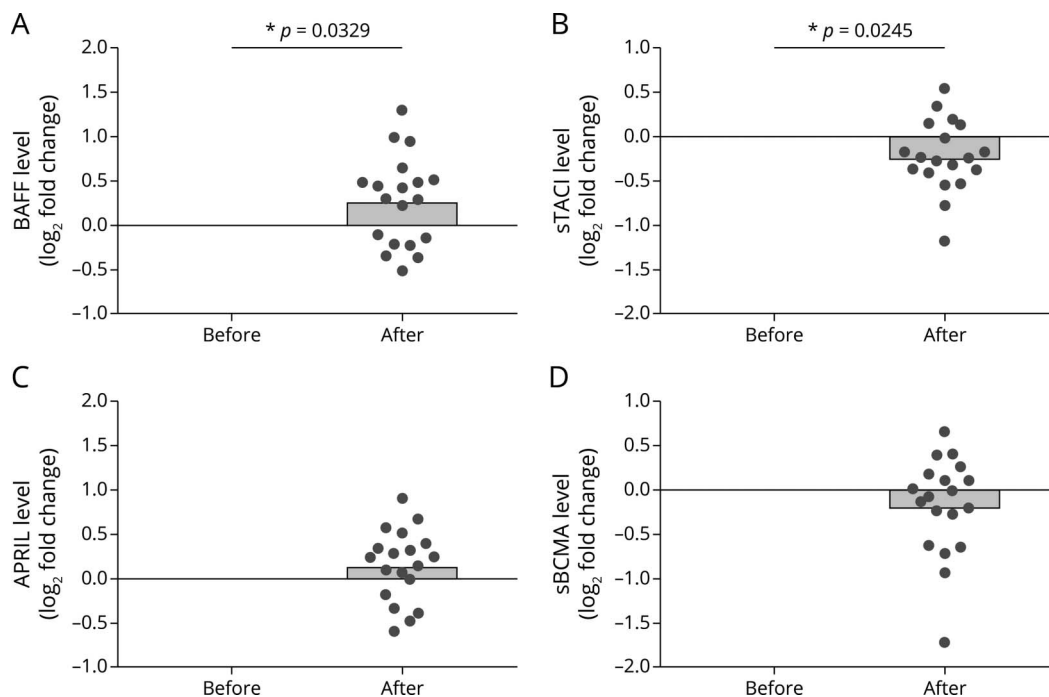 A
* p = 0.0329
BAFF level
(log₂ fold change)
2.0
1.5
1.0
0.5
0.0
–0.5
–1.0
Before
After
B
* p = 0.0245
sTACI level
(log₂ fold change)
1.0
0.5
0.0
–0.5
–1.0
–1.5
–2.0
Before
After
C
APRIL level
(log₂ fold change)
2.0
1.5
1.0
0.5
0.0
–0.5
–1.0
Before
After
D
sBCMA level
(log₂ fold change)
1.0
0.5
0.0
–0.5
–1.0
–1.5
–2.0
Before
After